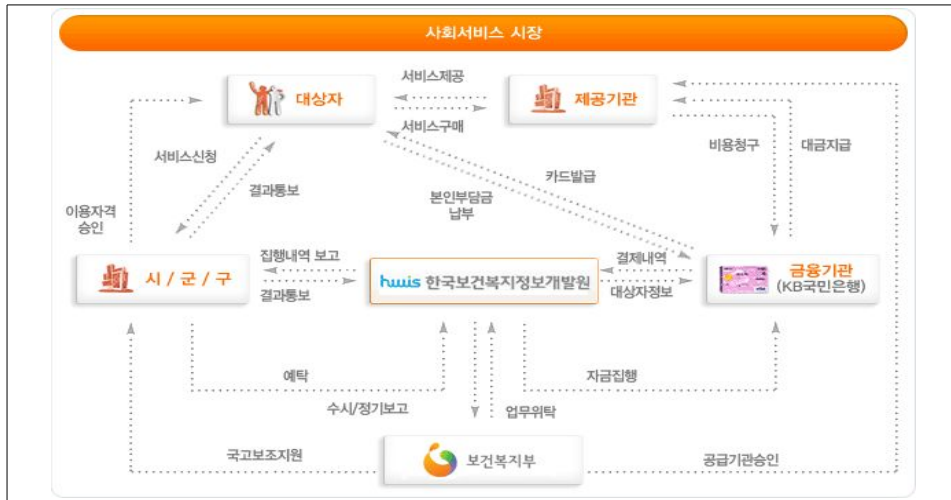 사회서비스 시장
대상자
서비스제공
서비스구매
제공기관
서비스신청
결과통보
본인부담금
납부
카드발급
비용청구
대금지급
이용자격
승인
시 / 군 / 구
집행내역 보고
결과통보
hwis 한국보건복지정보개발원
결제내역
대상자정보
금융기관
(KB국민은행)
예탁
자금집행
수시/정기보고
업무위탁
국고보조지원
보건복지부
공급기관승인